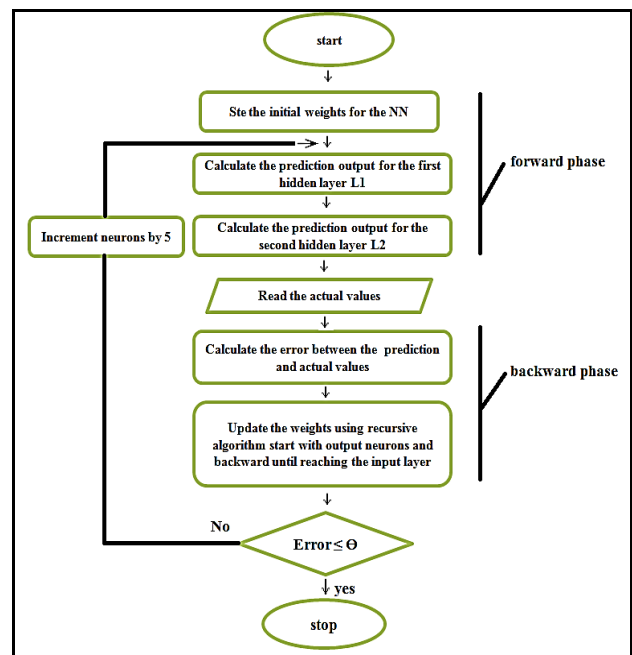 start
Ste the initial weights for the NN
Calculate the prediction output for the first
hidden layer L1
forward phase
Increment neurons by 5
Calculate the prediction output for the
second hidden layer L2
Read the actual values
Calculate the error between the prediction
and actual values
backward phase
Update the weights using recursive
algorithm start with output neurons and
backward until reaching the input layer
No
Error ≤ Θ
yes
stop